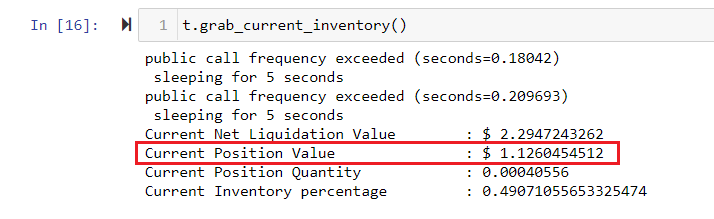 In [16]: 1 t.grab_current_inventory()
public call frequency exceeded (seconds=0.18042)
 sleeping for 5 seconds
public call frequency exceeded (seconds=0.209693)
 sleeping for 5 seconds
Current Net Liquidation Value : $ 2.2947243262
Current Position Value : $ 1.1260454512
Current Position Quantity : 0.00040556
Current Inventory percentage : 0.49071055653325474